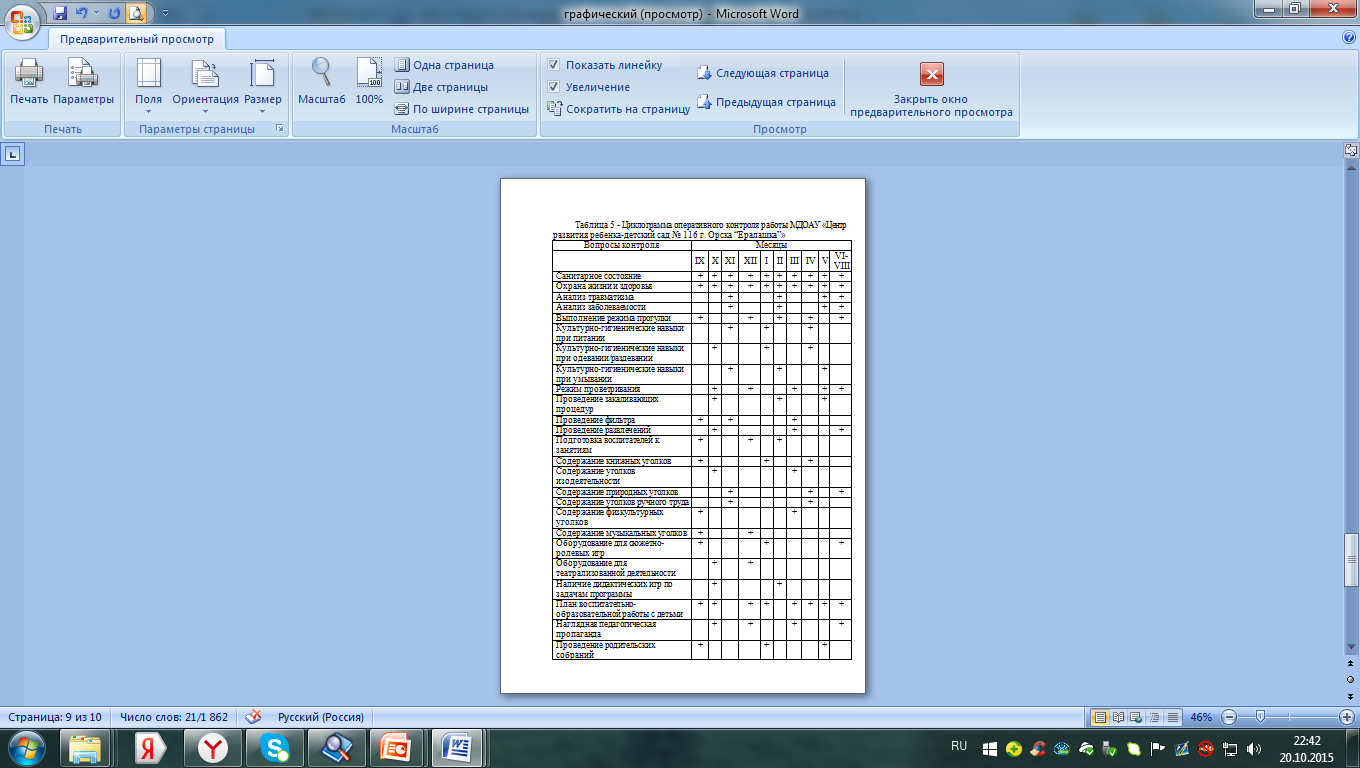 графический (просмотр) - Microsoft Word
Предварительный просмотр
Печать Параметры
Поля Ориентация Размер
Масштаб 100%
Одна страница
Две страницы
По ширине страницы
Показать линейку
Увеличение
Сократить на страницу
Следующая страница
Предыдущая страница
Закрыть окно
предварительного просмотра
Печать Параметры страницы Масштаб Просмотр
Таблица 5 - Циклограмма оперативного контроля работы МДОАУ «Центр
развития ребенка-детский сад № 116 г. Орска “Ералашка”»
Вопросы контроля Месяцы
IX X XI XII I II III IV V VI-
VIII
Санитарное состояние + + + + + + + + + +
Охрана жизни и здоровья + + + + + + + + + +
Анализ травматизма + + + +
Анализ заболеваемости + + + +
Выполнение режима прогулки + + + + +
Культурно-гигиенические навыки + + +
при питании
Культурно-гигиенические навыки + + +
при одевании/раздевании
Культурно-гигиенические навыки + + +
при умывании
Режим проветривания + + + + +
Проведение закаливающих + + +
процедур
Проведение фильтра + + +
Проведение развлечений + + +
Подготовка воспитателей к + + +
занятиям
Содержание книжных уголков + + +
Содержание уголков + +
изодеятельности
Содержание природных уголков + + +
Содержание уголков ручного труда + +
Содержание физкультурных + +
уголков
Содержание музыкальных уголков + +
Оборудование для сюжетно- + + +
ролевых игр
Оборудование для + +
театрализованной деятельности
Наличие дидактических игр по + +
задачам программы
План воспитательно- + + + + + + + +
образовательной работы с детьми
Наглядная педагогическая + + + +
пропаганда
Проведение родительских + + +
собраний
Страница: 9 из 10 Число слов: 21/1 862 Русский (Россия) 46%
RU 22:42
20.10.2015